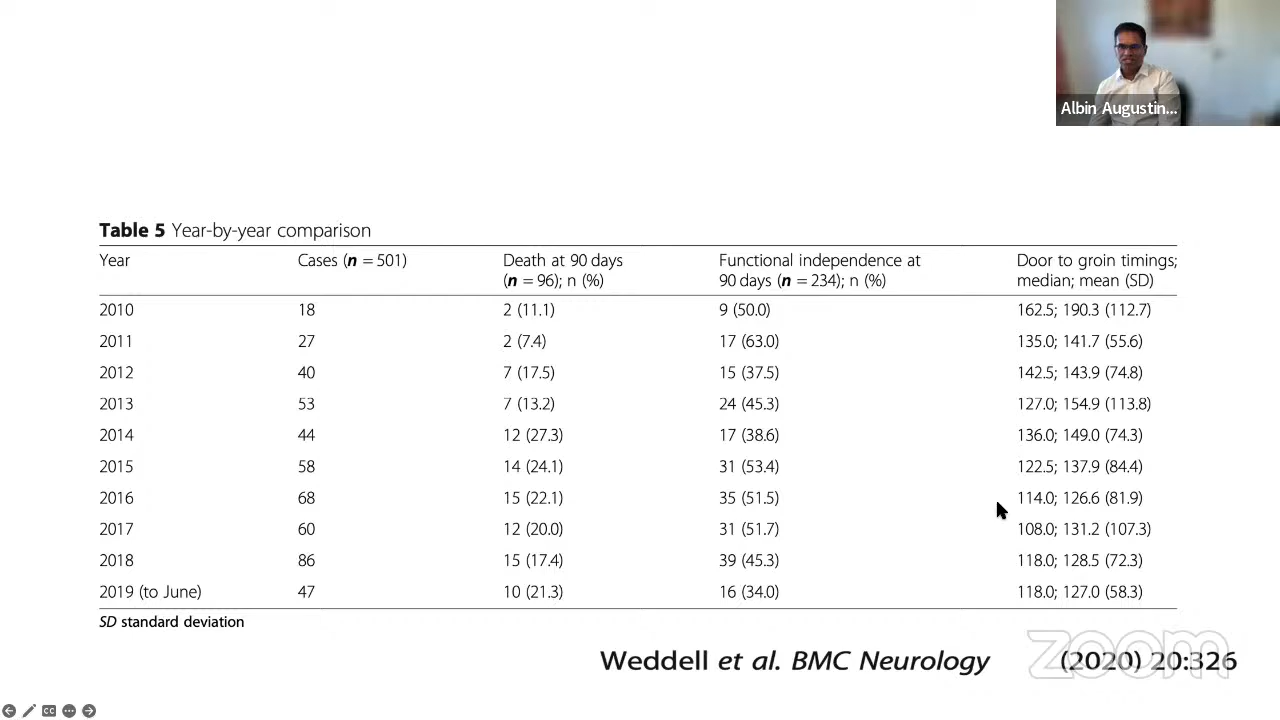 Albin Augustin...
Table 5 Year-by-year comparison
Year Cases (n = 501) Death at 90 days (n = 96); n (%) Functional independence at 90 days (n = 234); n (%) Door to groin timings; median; mean (SD)
2010 18 2 (11.1) 9 (50.0) 162.5; 190.3 (112.7)
2011 27 2 (7.4) 17 (63.0) 135.0; 141.7 (55.6)
2012 40 7 (17.5) 15 (37.5) 142.5; 143.9 (74.8)
2013 53 7 (13.2) 24 (45.3) 127.0; 154.9 (113.8)
2014 44 12 (27.3) 17 (38.6) 136.0; 149.0 (74.3)
2015 58 14 (24.1) 31 (53.4) 122.5; 137.9 (84.4)
2016 68 15 (22.1) 35 (51.5) 114.0; 126.6 (81.9)
2017 60 12 (20.0) 31 (51.7) 108.0; 131.2 (107.3)
2018 86 15 (17.4) 39 (45.3) 118.0; 128.5 (72.3)
2019 (to June) 47 10 (21.3) 16 (34.0) 118.0; 127.0 (58.3)
SD standard deviation
Weddell et al. BMC Neurology (2020) 20:326
zoom
CC